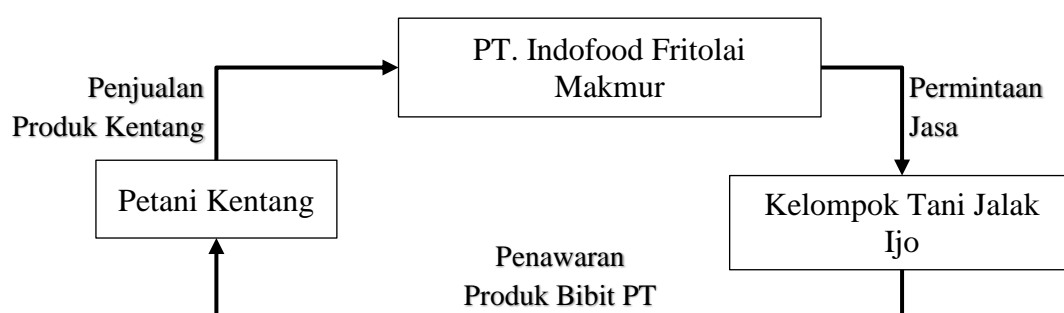 PT. Indofood Fritolai
Makmur
Penjualan
Produk Kentang
Permintaan
Jasa
Petani Kentang
Kelompok Tani Jalak
Ijo
Penawaran
Produk Bibit PT